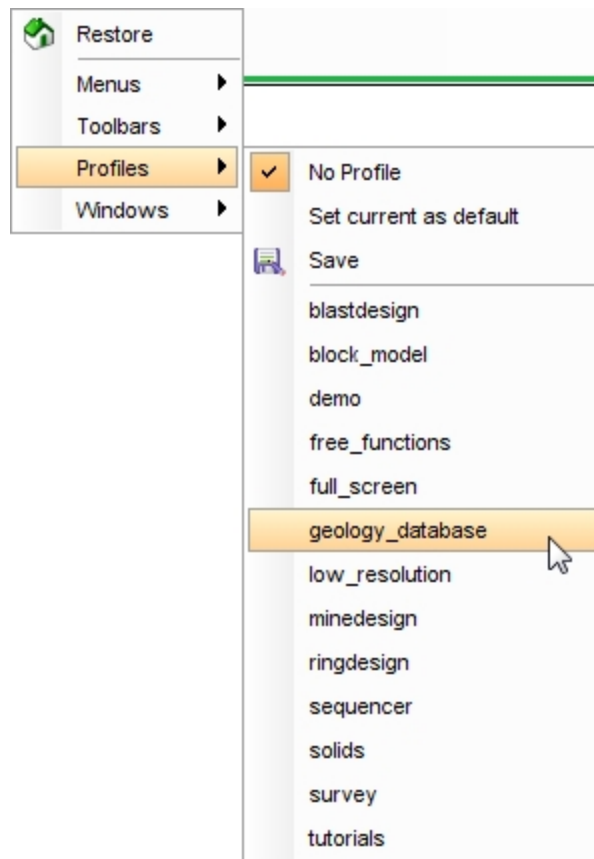 Restore
Menus
Toolbars
Profiles
Windows
No Profile
Set current as default
Save
blastdesign
block_model
demo
free_functions
full_screen
geology_database
low_resolution
minedesign
ringdesign
sequencer
solids
survey
tutorials